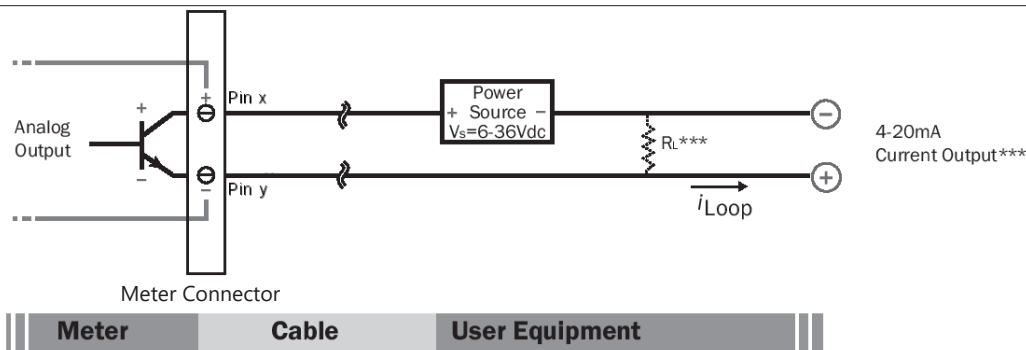 Power
+ Source −
Vs=6-36Vdc
+
Pin x
+
−
Analog
Output
RL***
4-20mA
Current Output***
−
−
Pin y
+
iLoop
Meter Connector
Meter
Cable
User Equipment